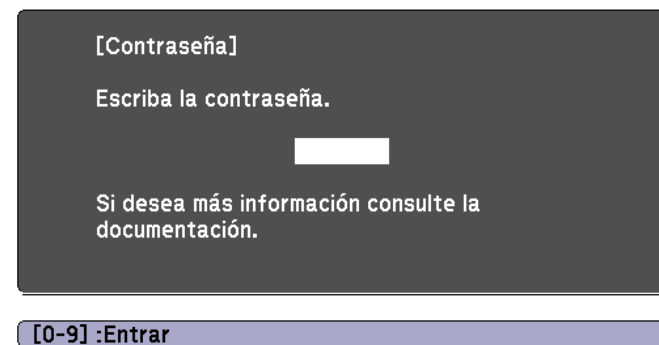 [Contraseña]
Escriba la contraseña.
Si desea más información consulte la
documentación.
[0-9] :Entrar